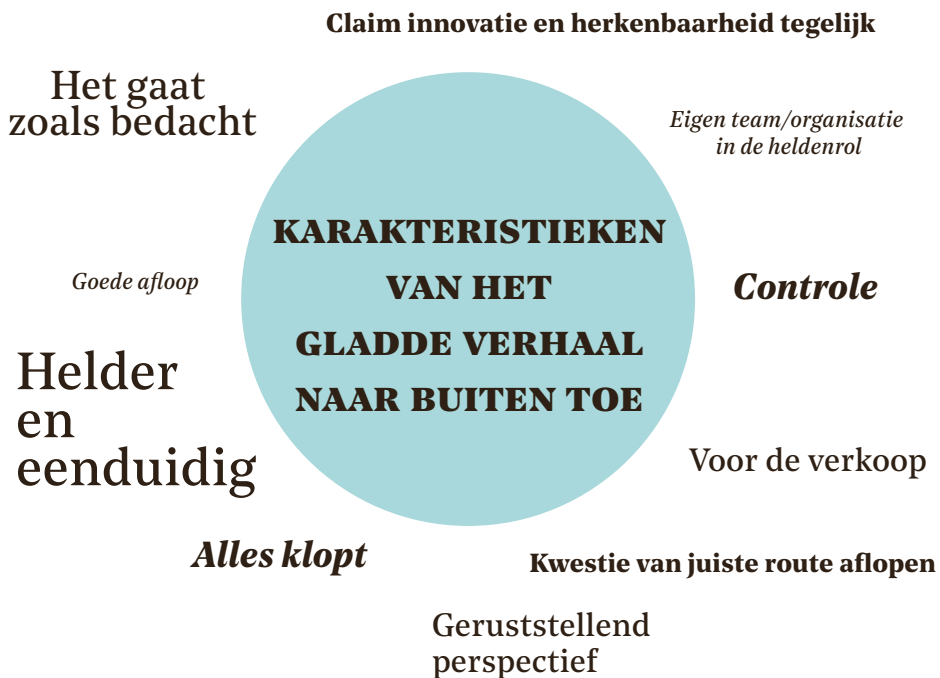 Claim innovatie en herkenbaarheid tegelijk
Het gaat
zoals bedacht
Eigen team/organisatie
in de heldenrol
KARAKTERISTIEKEN
VAN HET
GLADDE VERHAAL
NAAR BUITEN TOE
Goede afloop
Controle
Helder
en
eenduidig
Voor de verkoop
Alles klopt
Kwestie van juiste route aflopen
Geruststellend
perspectief